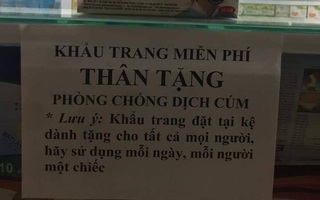 KHẨU TRANG MIỄN PHÍ
THÂN TẶNG
PHÒNG CHỐNG DỊCH CÚM
* Lưu ý: Khẩu trang đặt tại kệ
dành tặng cho tất cả mọi người,
hãy sử dụng mỗi ngày, mỗi người
một chiếc